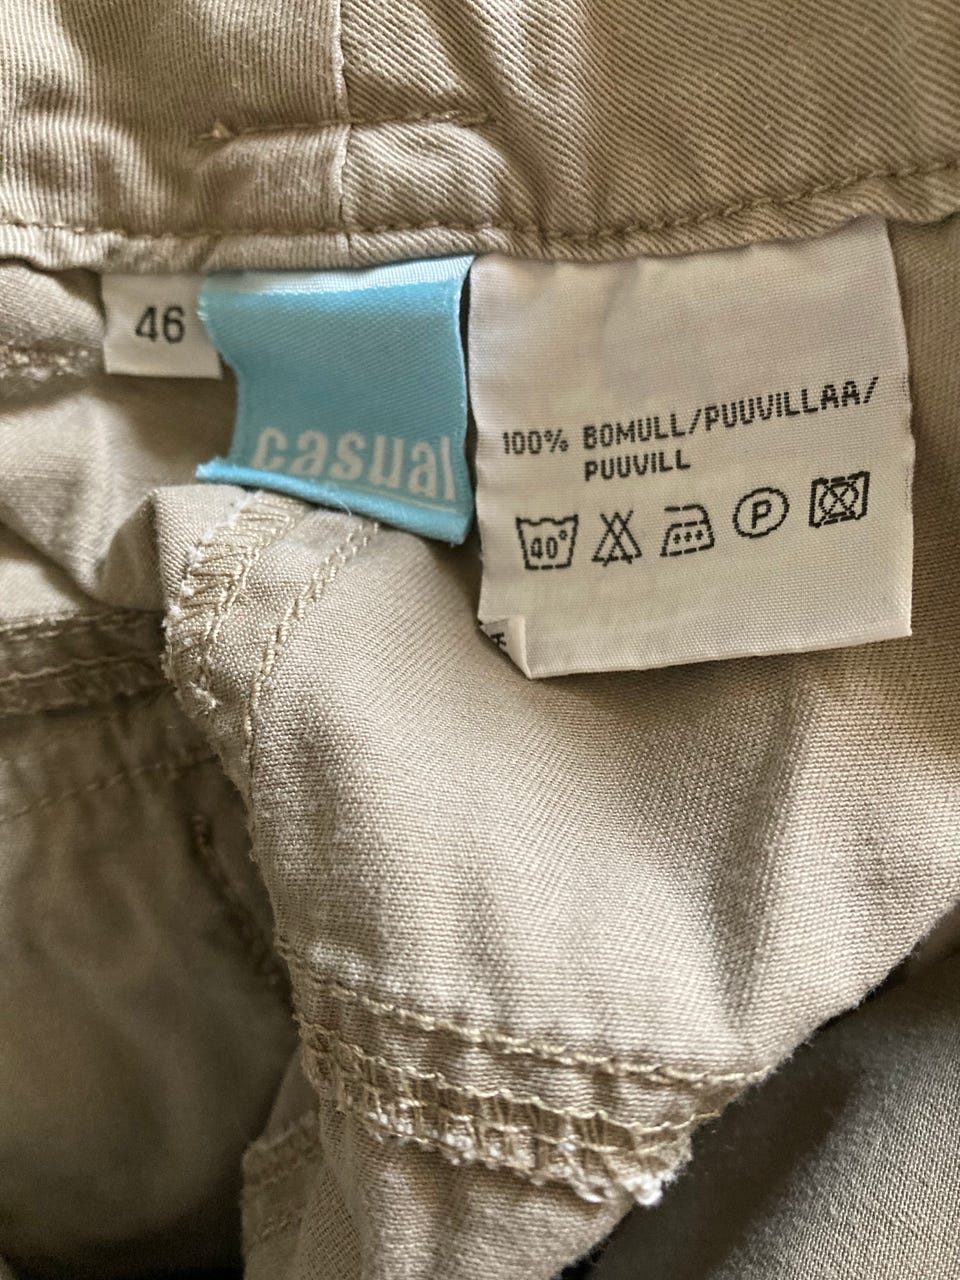 46
casual
100% BOMULL/PUUVILLAA/
PUUVILL
40°
P